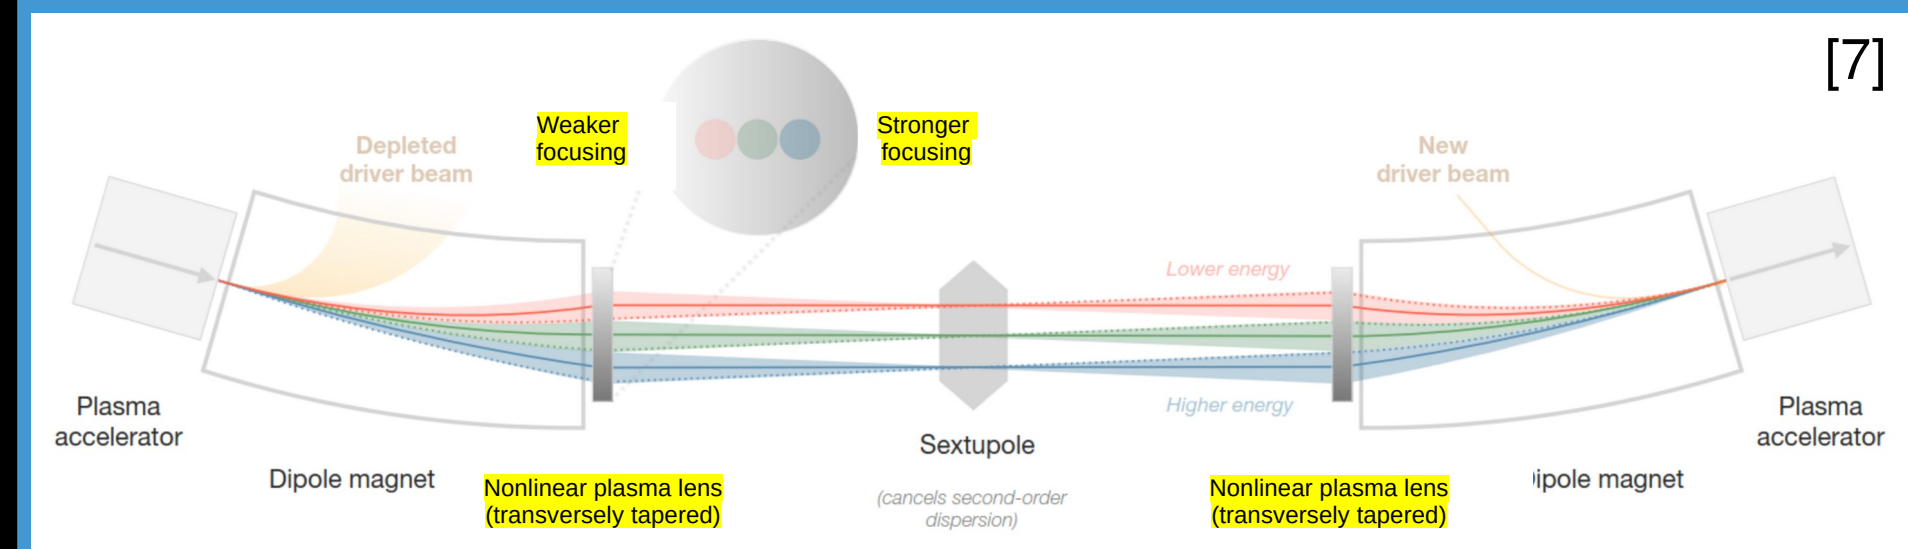 [7]
Weaker
focusing
Stronger
focusing
Depleted
driver beam
New
driver beam
Lower energy
Higher energy
Plasma
accelerator
Plasma
accelerator
Sextupole
Dipole magnet
Nonlinear plasma lens
(transversely tapered)
(cancels second-order
dispersion)
Nonlinear plasma lens
(transversely tapered)
ipole magnet